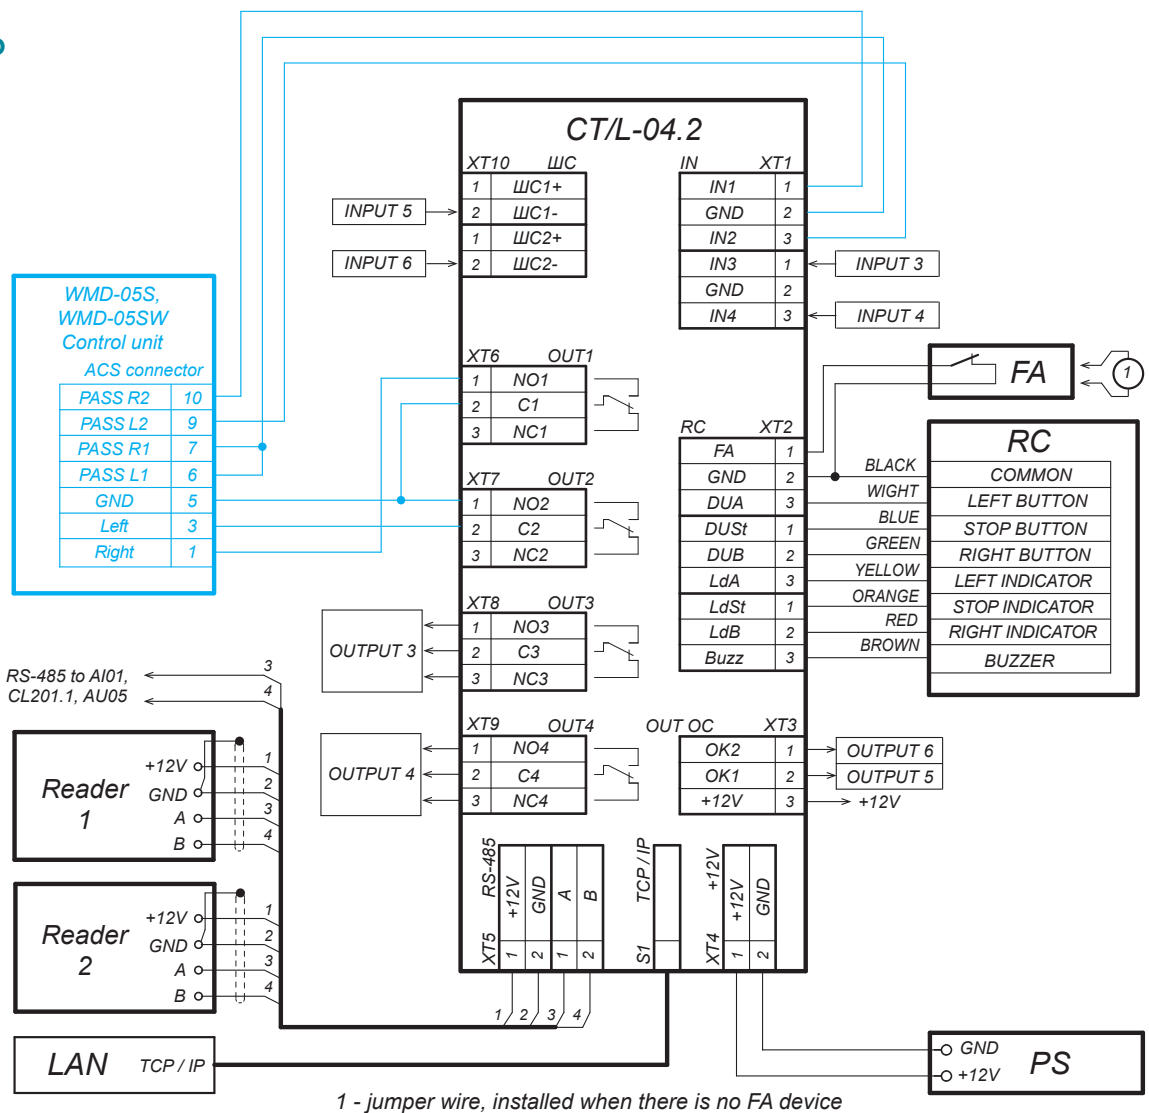 CT/L-04.2
XT10 ШС
1 ШС1+
2 ШС1-
1 ШС2+
2 ШС2-
INPUT 5
INPUT 6
IN XT1
IN1 1
GND 2
IN2 3
IN3 1
GND 2
IN4 3
INPUT 3
INPUT 4
WMD-05S,
WMD-05SW
Control unit
ACS connector
PASS R2 10
PASS L2 9
PASS R1 7
PASS L1 6
GND 5
Left 3
Right 1
XT6 OUT1
1 NO1
2 C1
3 NC1
XT7 OUT2
1 NO2
2 C2
3 NC2
XT8 OUT3
1 NO3
2 C3
3 NC3
OUTPUT 3
XT9 OUT4
1 NO4
2 C4
3 NC4
OUTPUT 4
FA
1
RC XT2
FA 1
GND 2
DUA 3
DUSt 1
DUB 2
LdA 3
LdSt 1
LdB 2
Buzz 3
BLACK
WIGHT
BLUE
GREEN
YELLOW
ORANGE
RED
BROWN
RC
COMMON
LEFT BUTTON
STOP BUTTON
RIGHT BUTTON
LEFT INDICATOR
STOP INDICATOR
RIGHT INDICATOR
BUZZER
OUT OC XT3
OK2 1
OK1 2
+12V 3
OUTPUT 6
OUTPUT 5
+12V
RS-485 to AI01,
CL201.1, AU05
3
4
Reader
1
+12V 1
GND 2
A 3
B 4
Reader
2
+12V 1
GND 2
A 3
B 4
XT5 RS-485
1 +12V
2 GND
1 A
2 B
1 2 3 4
S1 TCP / IP
XT4 +12V
1 +12V
2 GND
LAN TCP / IP
GND
+12V
PS
1 - jumper wire, installed when there is no FA device